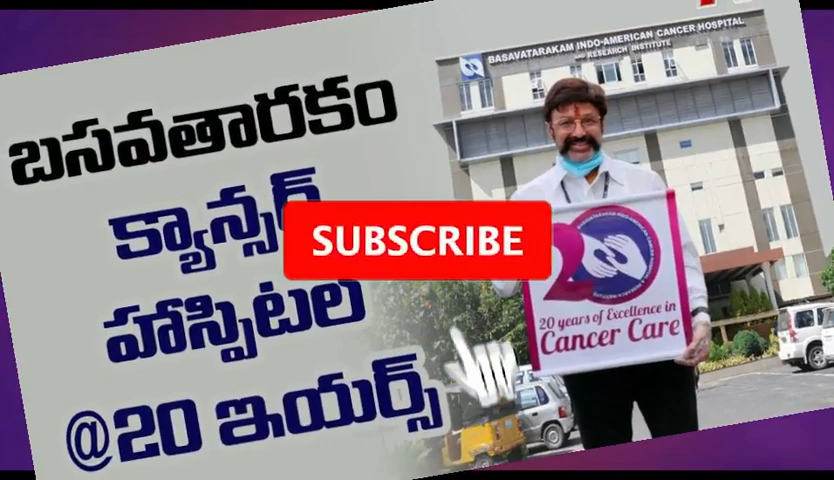 BASAVATARAKAM INDO-AMERICAN CANCER HOSPITAL
AND RESEARCH INSTITUTE
బసవతారకం
క్యాన్సర్
హాస్పిటల్
@20 ఇయర్స్
SUBSCRIBE
20
20 years of Excellence in
Cancer Care